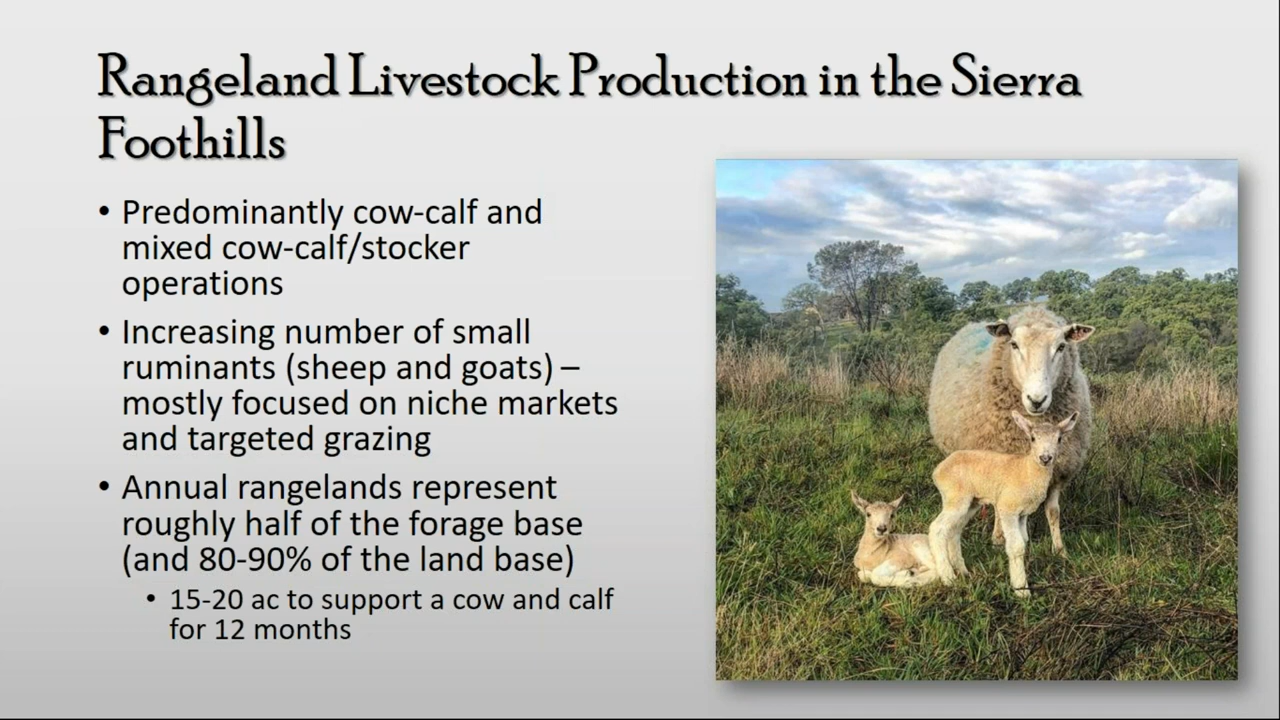 Rangeland Livestock Production in the Sierra
Foothills
• Predominantly cow-calf and
mixed cow-calf/stocker
operations
• Increasing number of small
ruminants (sheep and goats) –
mostly focused on niche markets
and targeted grazing
• Annual rangelands represent
roughly half of the forage base
(and 80-90% of the land base)
• 15-20 ac to support a cow and calf
for 12 months